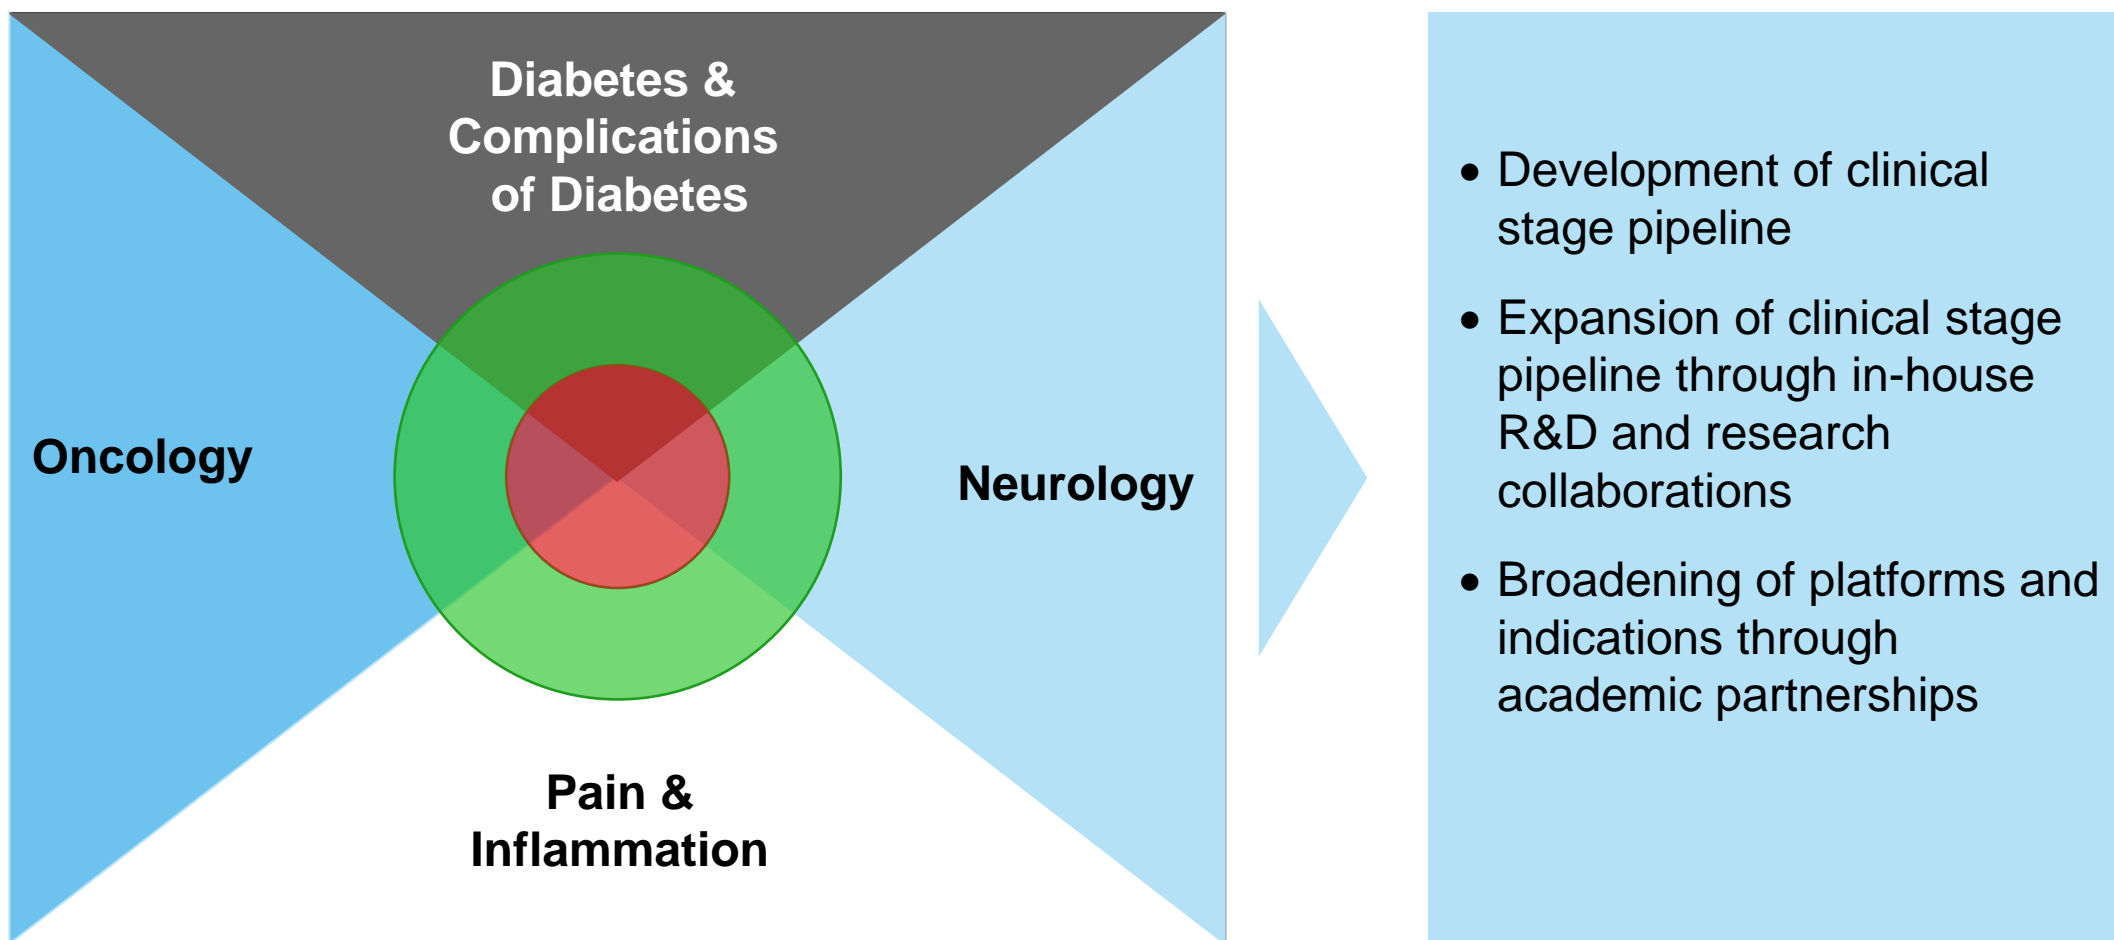 Diabetes &
Complications
of Diabetes
Oncology
Neurology
Pain &
Inflammation
• Development of clinical
stage pipeline
• Expansion of clinical stage
pipeline through in-house
R&D and research
collaborations
• Broadening of platforms and
indications through
academic partnerships